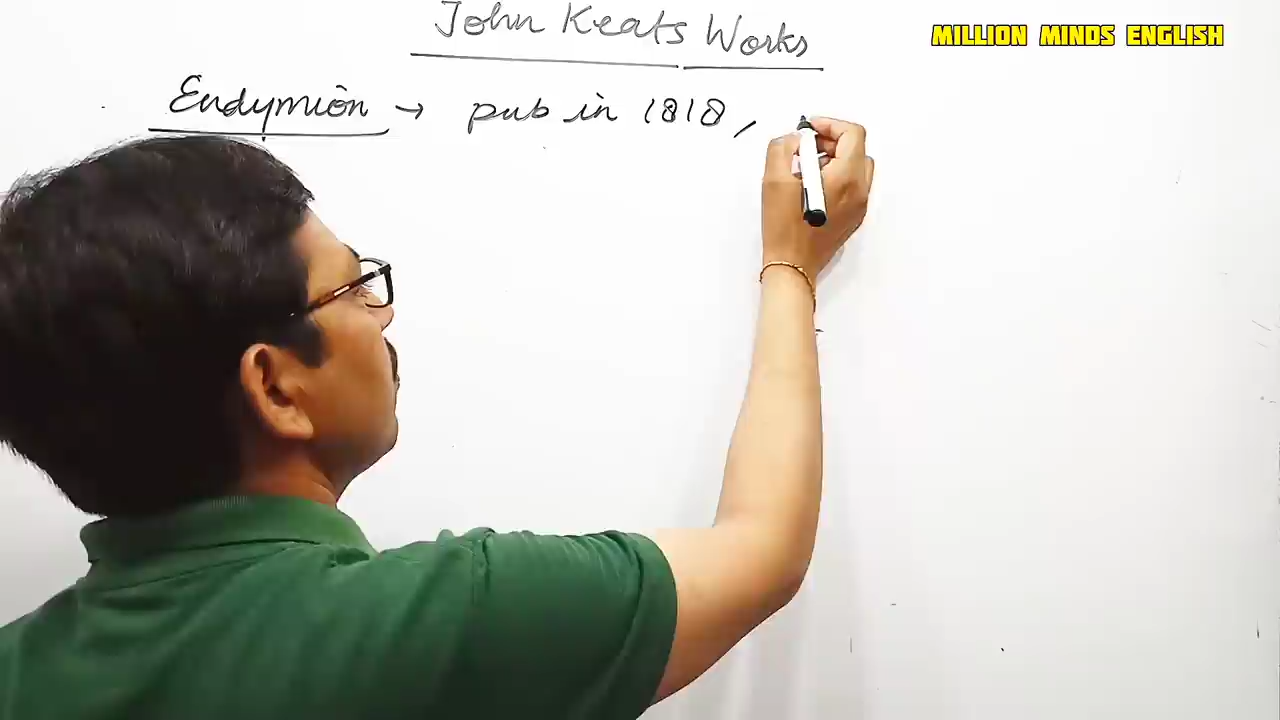 John Keats Works
MILLION MINDS ENGLISH
Endymion → pub in 1818,